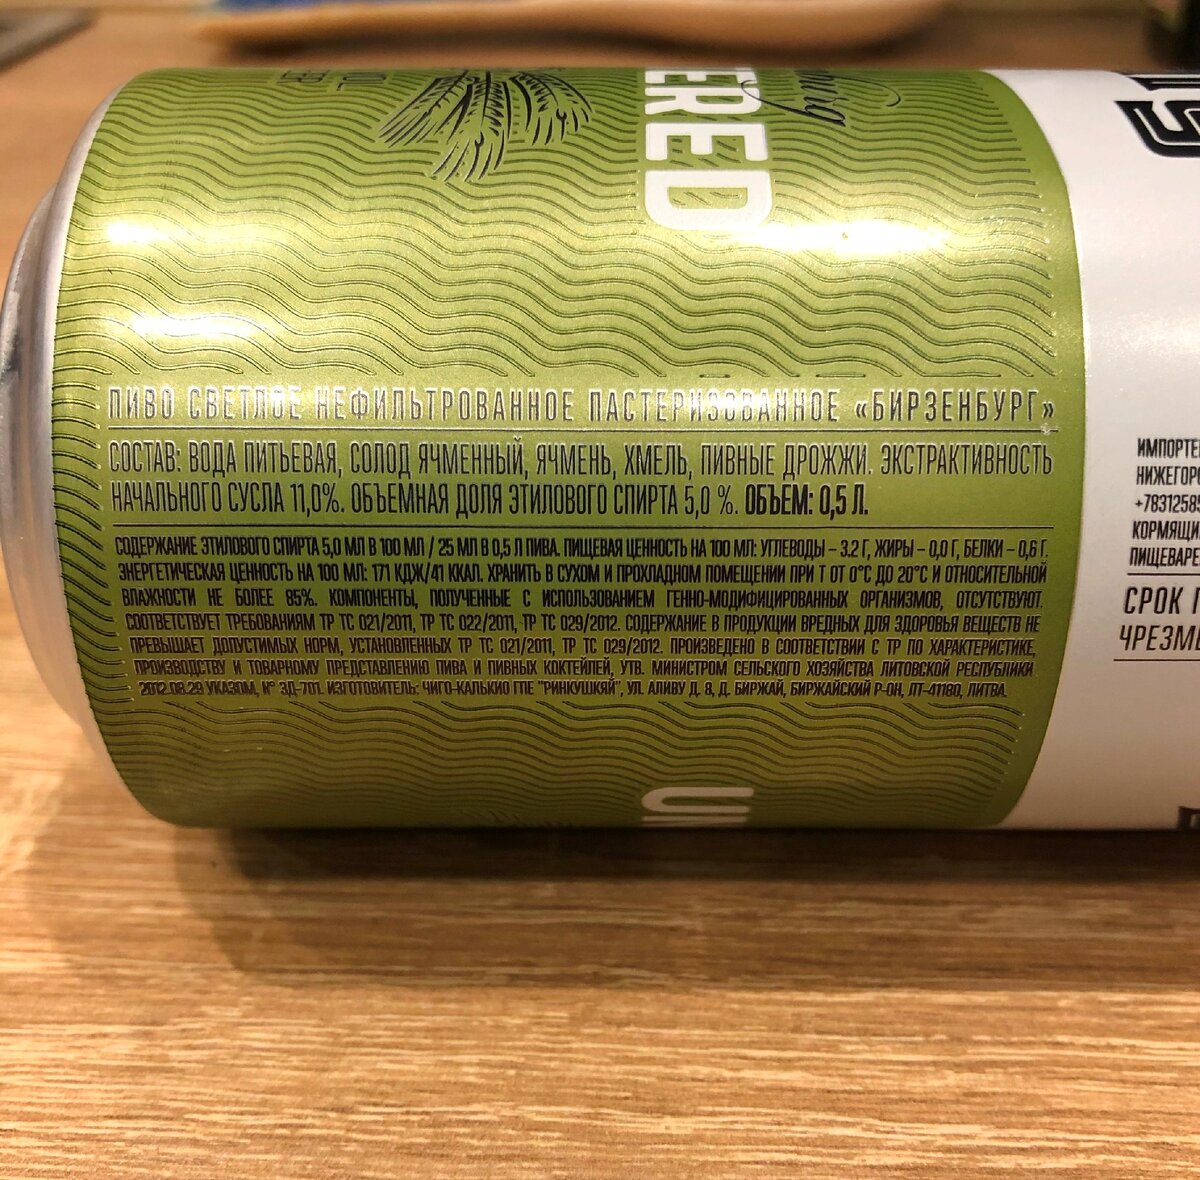 ERED
ПИВО СВЕТЛОЕ НЕФИЛЬТРОВАННОЕ ПАСТЕРИЗОВАННОЕ «БИРЗЕНБУРГ»
СОСТАВ: ВОДА ПИТЬЕВАЯ, СОЛОД ЯЧМЕННЫЙ, ЯЧМЕНЬ, ХМЕЛЬ, ПИВНЫЕ ДРОЖЖИ. ЭКСТРАКТИВНОСТЬ
НАЧАЛЬНОГО СУСЛА 11,0%. ОБЪЕМНАЯ ДОЛЯ ЭТИЛОВОГО СПИРТА 5,0 %. ОБЪЕМ: 0,5 Л.
СОДЕРЖАНИЕ ЭТИЛОВОГО СПИРТА 5,0 МЛ В 100 МЛ / 25 МЛ В 0,5 Л ПИВА. ПИЩЕВАЯ ЦЕННОСТЬ НА 100 МЛ: УГЛЕВОДЫ – 3.2 Г, ЖИРЫ – 0,0 Г, БЕЛКИ – 0,6 Г.
ЭНЕРГЕТИЧЕСКАЯ ЦЕННОСТЬ НА 100 МЛ: 171 КДЖ/41 ККАЛ. ХРАНИТЬ В СУХОМ И ПРОХЛАДНОМ ПОМЕЩЕНИИ ПРИ Т ОТ 0°С ДО 20°С И ОТНОСИТЕЛЬНОЙ
ВЛАЖНОСТИ НЕ БОЛЕЕ 85%. КОМПОНЕНТЫ, ПОЛУЧЕННЫЕ С ИСПОЛЬЗОВАНИЕМ ГЕННО-МОДИФИЦИРОВАННЫХ ОРГАНИЗМОВ, ОТСУТСТВУЮТ.
СООТВЕТСТВУЕТ ТРЕБОВАНИЯМ ТР ТС 021/2011, ТР ТС 022/2011, ТР ТС 029/2012. СОДЕРЖАНИЕ В ПРОДУКЦИИ ВРЕДНЫХ ДЛЯ ЗДОРОВЬЯ ВЕЩЕСТВ НЕ
ПРЕВЫШАЕТ ДОПУСТИМЫХ НОРМ, УСТАНОВЛЕННЫХ ТР ТС 021/2011, ТР ТС 029/2012. ПРОИЗВЕДЕНО В СООТВЕТСТВИИ С ТР ПО ХАРАКТЕРИСТИКЕ,
ПРОИЗВОДСТВУ И ТОВАРНОМУ ПРЕДСТАВЛЕНИЮ ПИВА И ПИВНЫХ КОКТЕЙЛЕЙ, УТВ. МИНИСТРОМ СЕЛЬСКОГО ХОЗЯЙСТВА ЛИТОВСКОЙ РЕСПУБЛИКИ
2012.08.29 УКАЗОМ, № 3Д-701. ИЗГОТОВИТЕЛЬ: ЧИГО-КАЛЬКИО ГПЕ "РИНКУШКЯЙ", УЛ. АЛИВУ Д. 8, Д. БИРЖАЙ, БИРЖАЙСКИЙ Р-ОН, ЛТ-41180, ЛИТВА.
ИМПОРТЕ
НИЖЕГОРО
+7831258
КОРМЯЩИ
ПИЩЕВАРЕ
СРОК Г
ЧРЕЗМЕ